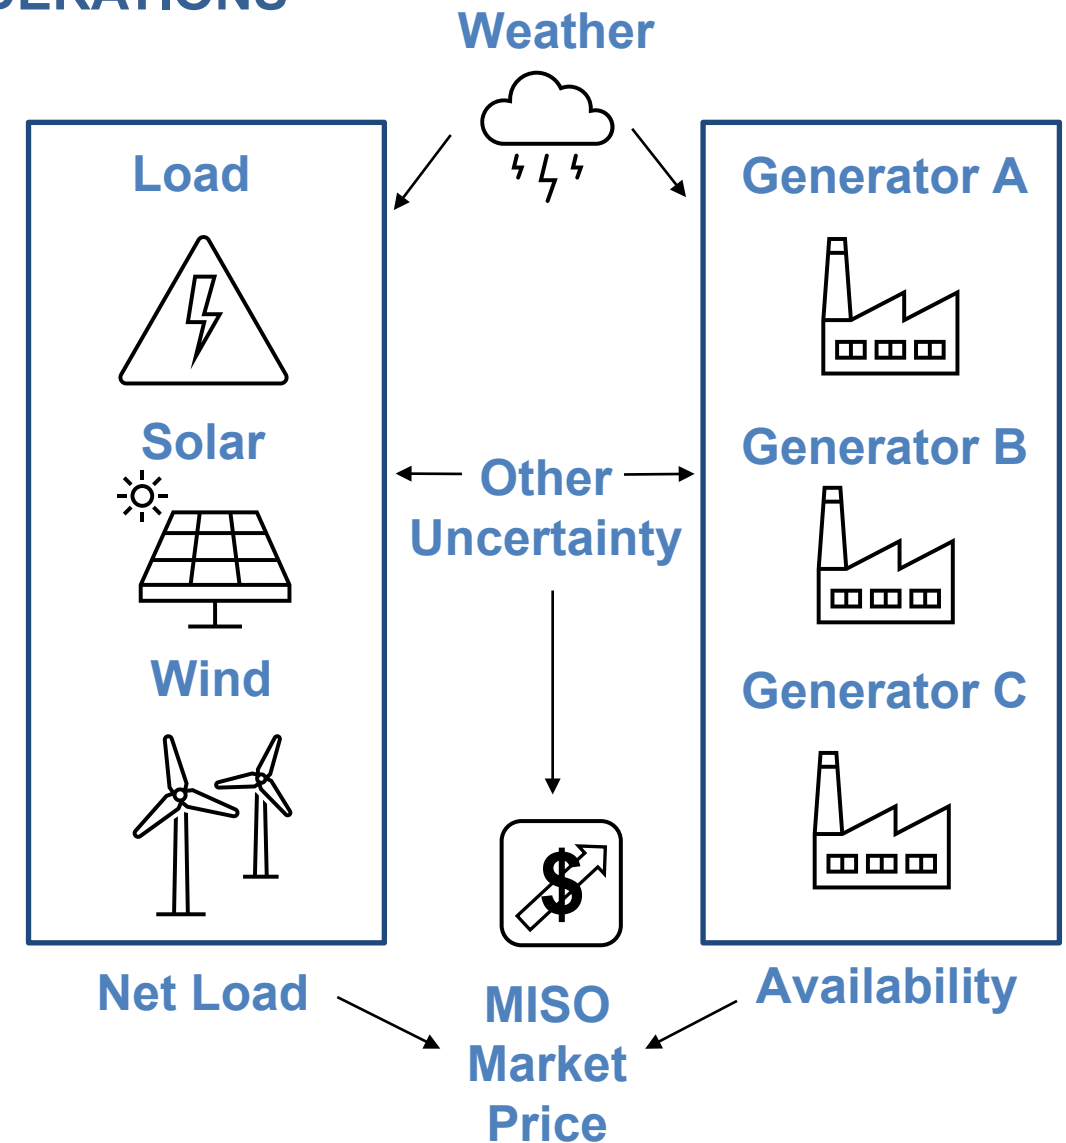 Weather
Load
Generator A
Solar
Generator B
Other
Uncertainty
Wind
Generator C
$
Net Load
Availability
MISO
Market
Price